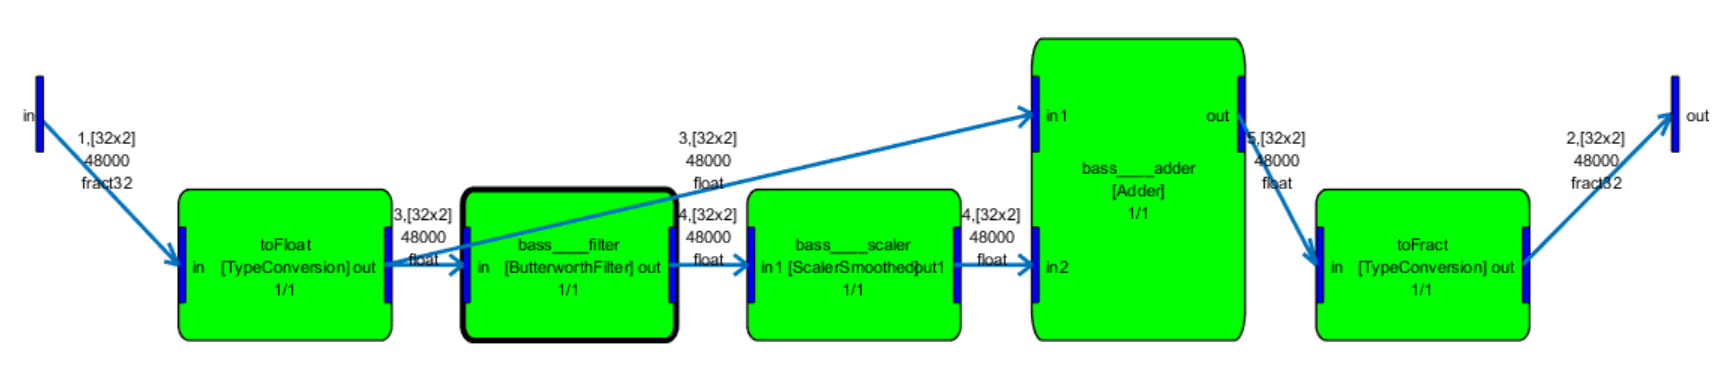 in
1,[32x2]
48000
fract32
toFloat
in [TypeConversion] out
1/1
3,[32x2]
48000
float
bass____filter
in [ButterworthFilter] out
1/1
3,[32x2]
48000
float
4,[32x2]
48000
float
bass____scaler
in1 [ScalerSmoothed] out1
1/1
4,[32x2]
48000
float
in1 out
bass____adder
[Adder]
1/1
in2
5,[32x2]
48000
float
toFract
in [TypeConversion] out
1/1
2,[32x2]
48000
fract32
out